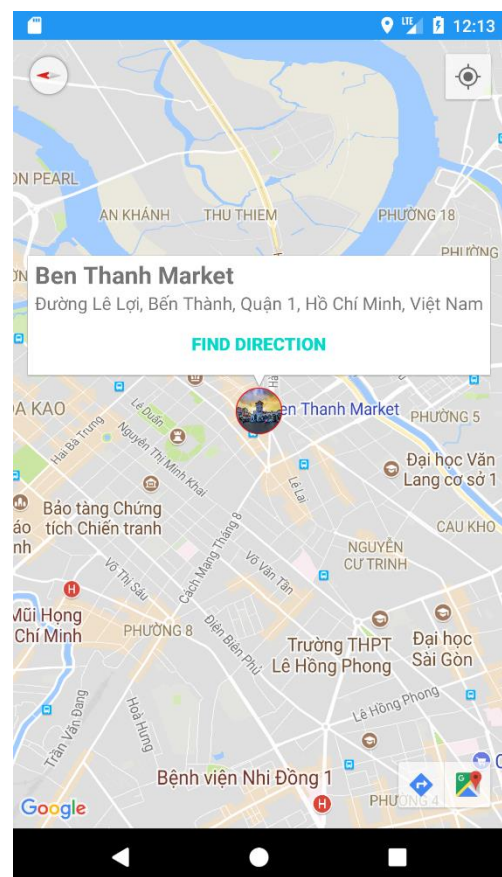 LTE 12:13
ON PEARL
AN KHÁNH
THU THIEM
PHƯỜNG 18
PHƯỜNG
Ben Thanh Market
Đường Lê Lợi, Bến Thành, Quận 1, Hồ Chí Minh, Việt Nam
FIND DIRECTION
ĐA KAO
Lê Duẩn
en Thanh Market
PHƯỜNG 5
Hai Bà Trưng
Nguyễn Thị Minh Khai
Lê Lai
Đại học Văn
Lang cơ sở 1
Bảo tàng Chứng
tích Chiến tranh
áo
nh
Cách Mạng Tháng 8
CAU KHO
NGUYỄN
CƯ TRINH
Võ Thị Sáu
Võ Văn Tần
Mũi Họng
Chí Minh
PHƯỜNG 8
Điện Biên Phủ
Trường THPT
Lê Hồng Phong
Đại học
Sài Gòn
Trần Văn Đang
Hoà Hưng
Lê Hồng Phong
Bệnh viện Nhi Đồng 1
PHƯỜNG 4
Google